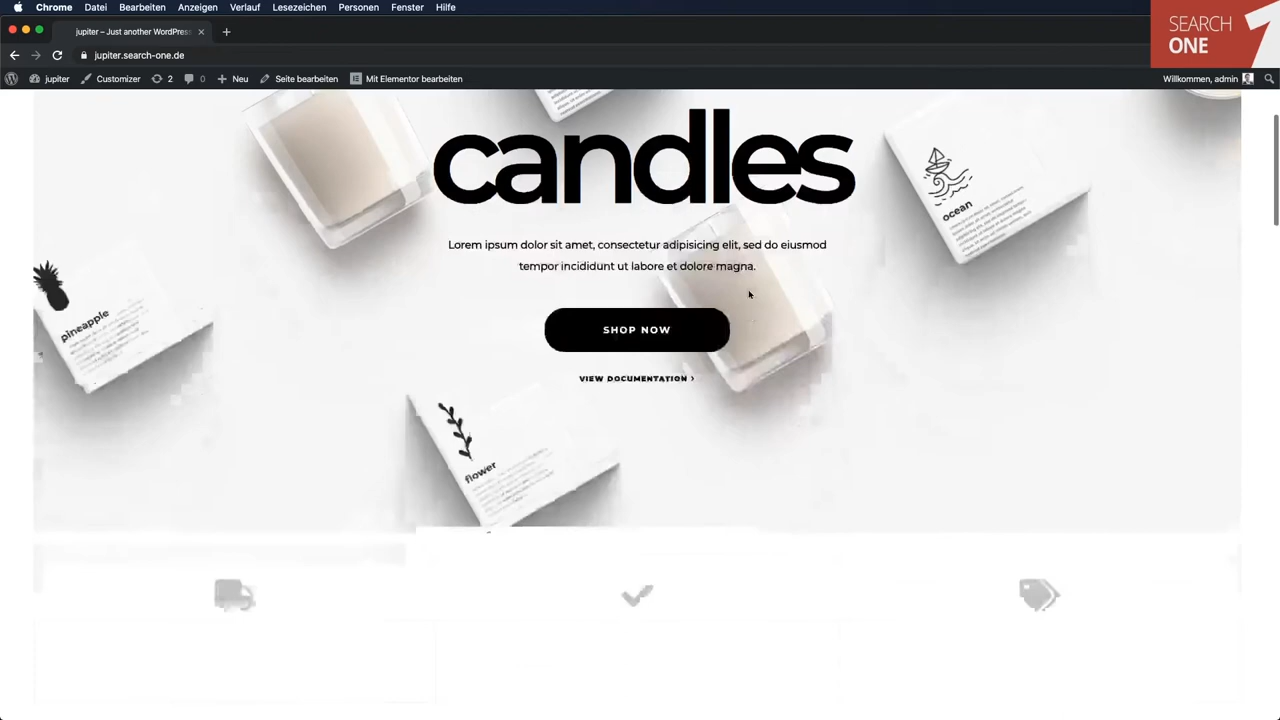 Chrome Datei Bearbeiten Anzeigen Verlauf Lesezeichen Personen Fenster Hilfe
SEARCH
ONE
jupiter – Just another WordPress
jupiter.search-one.de
jupiter Customizer 2 0 Neu Seite bearbeiten Mit Elementor bearbeiten Willkommen, admin
candles
Lorem ipsum dolor sit amet, consectetur adipisicing elit, sed do eiusmod
tempor incididunt ut labore et dolore magna.
SHOP NOW
VIEW DOCUMENTATION ›
ocean
pineapple
flower